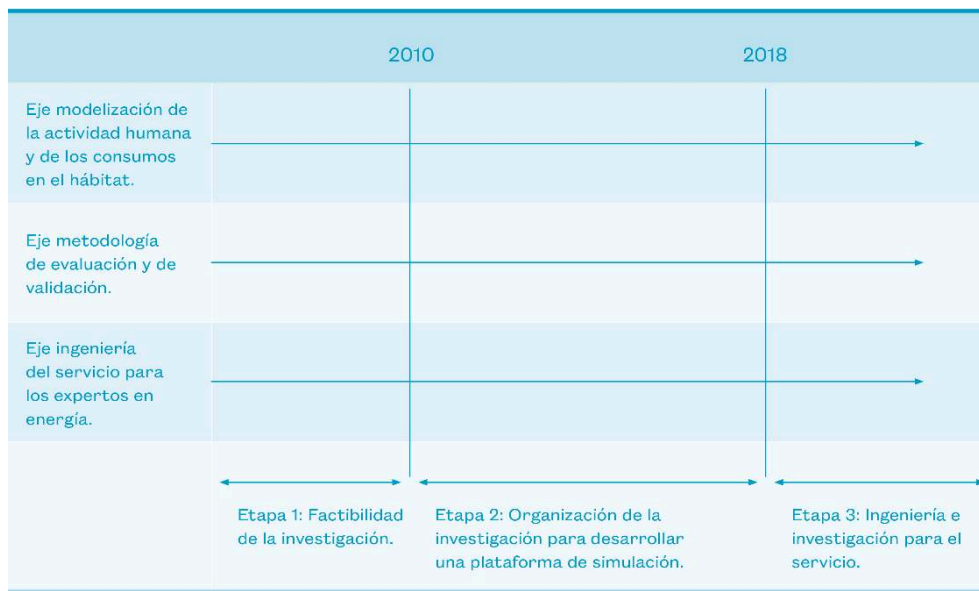 2010
2018
Eje modelización de
la actividad humana
y de los consumos
en el hábitat.
Eje metodología
de evaluación y de
validación.
Eje ingeniería
del servicio para
los expertos en
energía.
Etapa 1: Factibilidad
de la investigación.
Etapa 2: Organización de la
investigación para desarrollar
una plataforma de simulación.
Etapa 3: Ingeniería e
investigación para el
servicio.